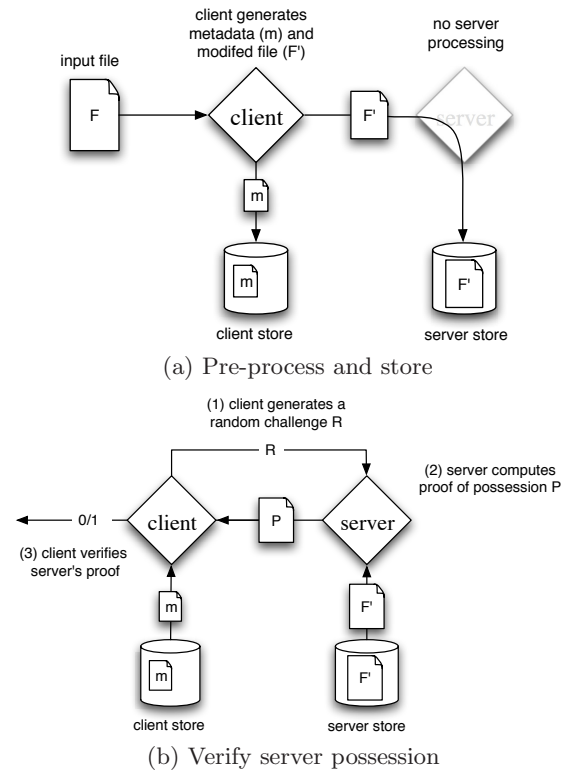 client generates
metadata (m) and
modifed file (F')
no server
processing
input file
F
client
F'
server
m
m
F'
client store
server store
(a) Pre-process and store
(1) client generates a
random challenge R
R
(2) server computes
proof of possession P
0/1
client
P
server
(3) client verifies
server's proof
m
F'
m
F'
client store
server store
(b) Verify server possession